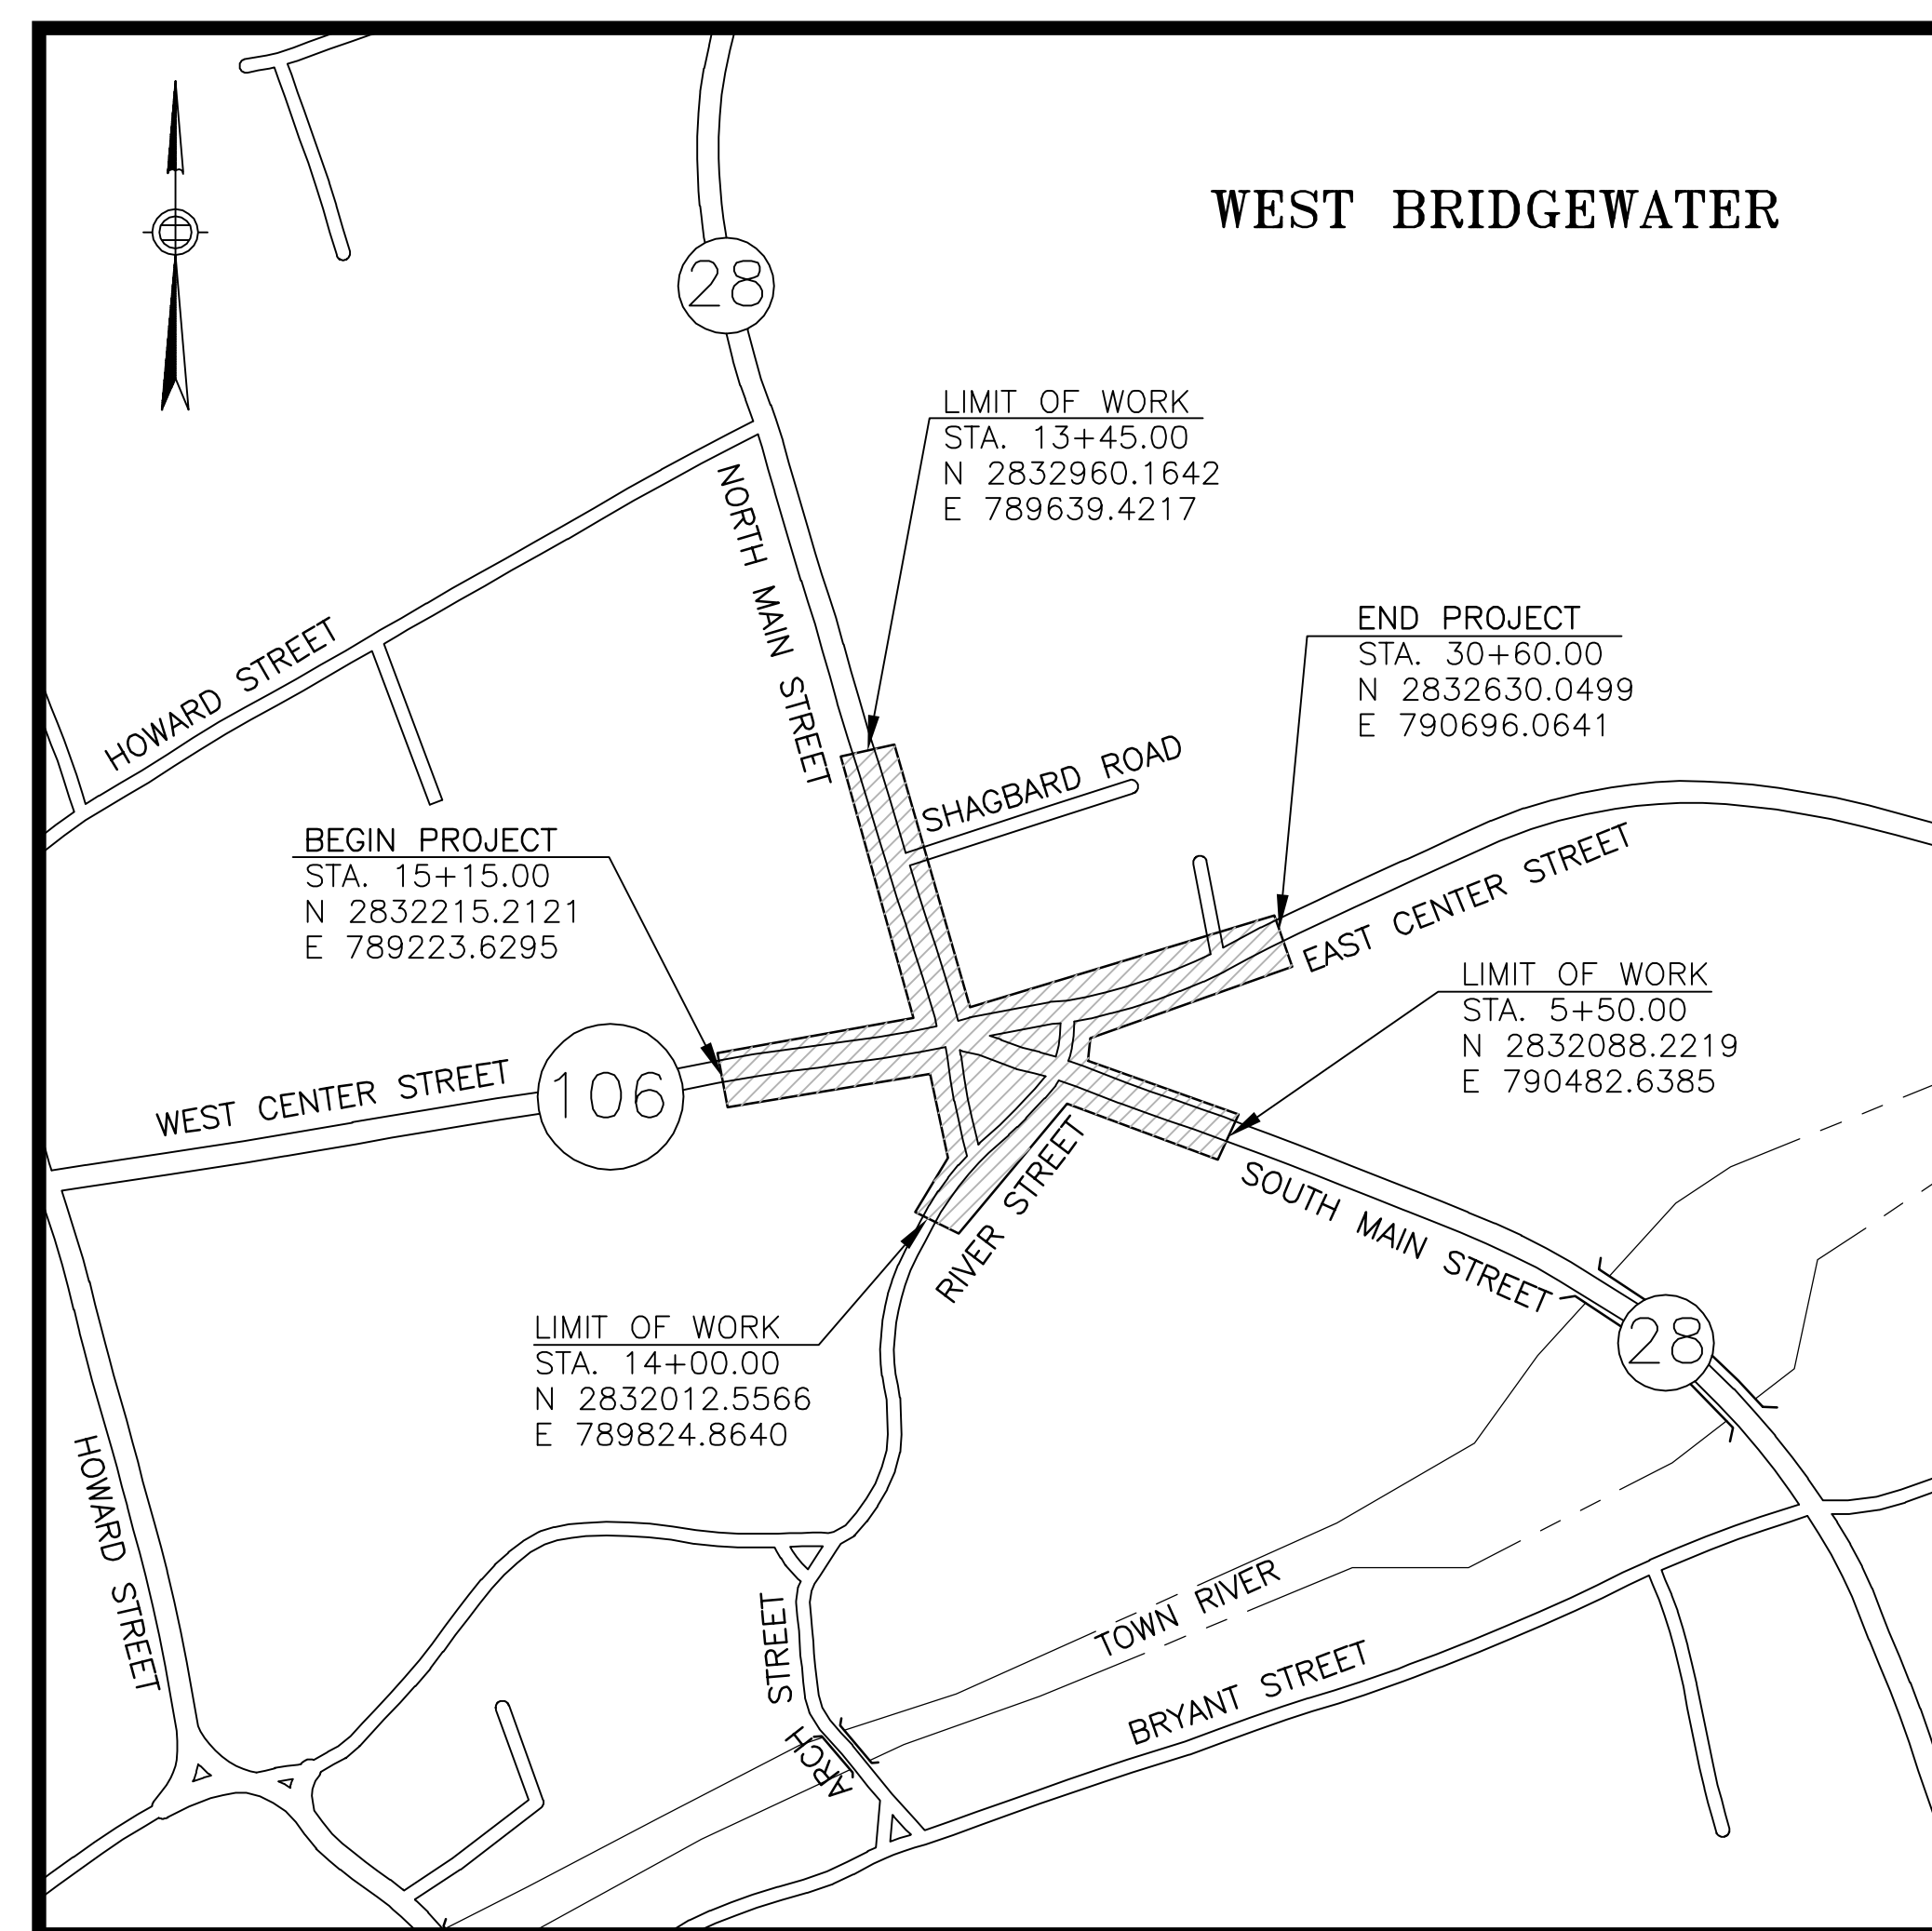 WEST BRIDGEWATER
28
LIMIT OF WORK
STA. 13+45.00
N 2832960.1642
E 789639.4217
NORTH MAIN STREET
HOWARD STREET
END PROJECT
STA. 30+60.00
N 2832630.0499
E 790696.0641
SHAGBARD ROAD
BEGIN PROJECT
STA. 15+15.00
N 2832215.2121
E 789223.6295
EAST CENTER STREET
LIMIT OF WORK
STA. 5+50.00
N 2832088.2219
E 790482.6385
WEST CENTER STREET
106
RIVER STREET
SOUTH MAIN STREET
28
LIMIT OF WORK
STA. 14+00.00
N 2832012.5566
E 789824.8640
HOWARD STREET
ARCH STREET
TOWN RIVER
BRYANT STREET